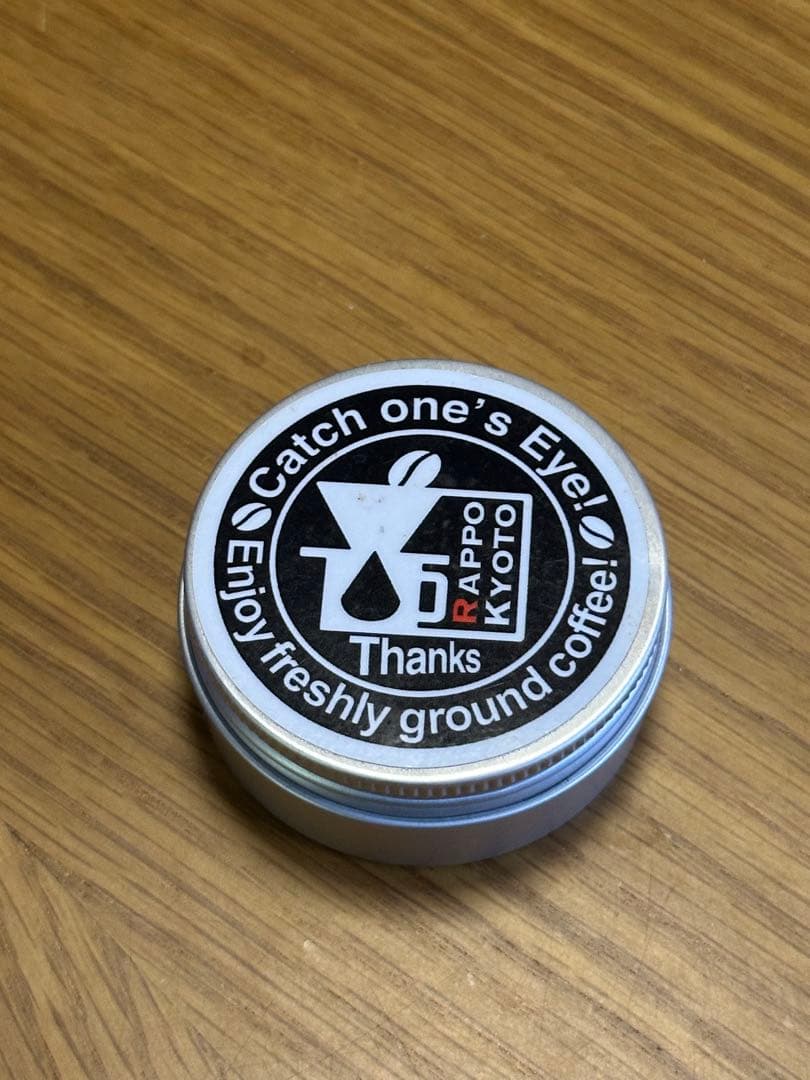 Catch one's Eye!
RAPPO
KYOTO
Thanks
Enjoy freshly ground coffee!